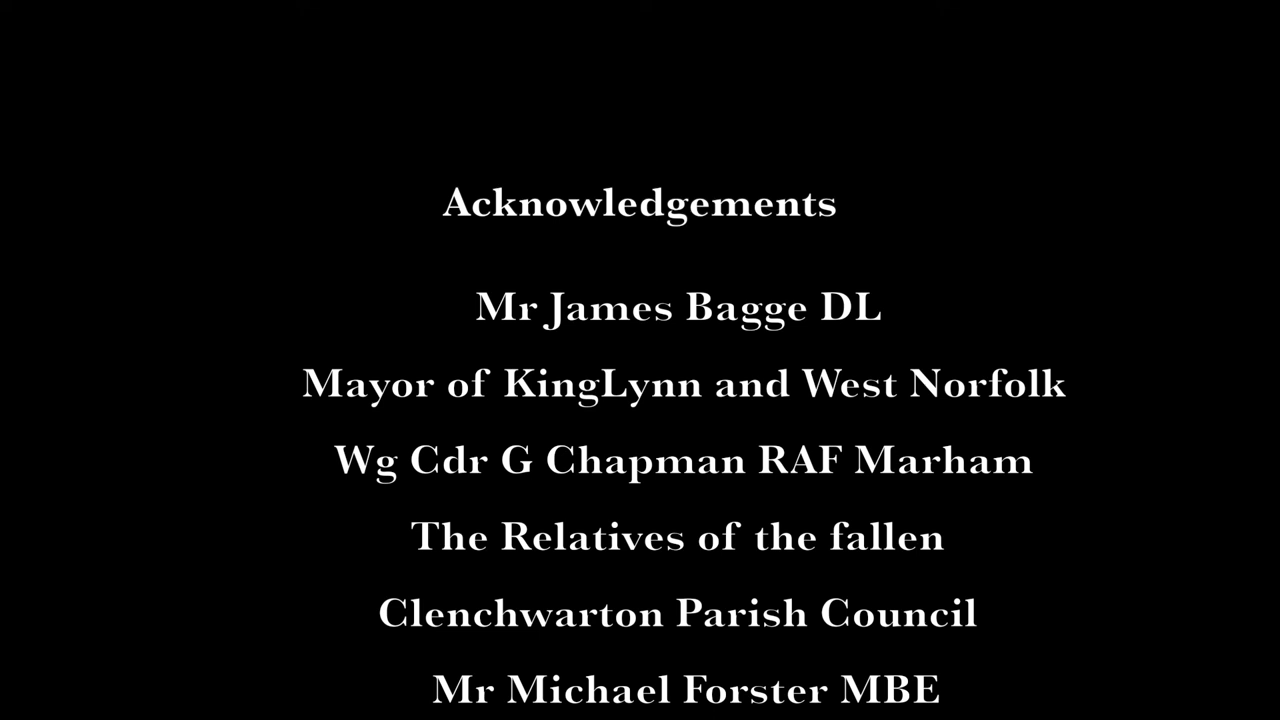 Acknowledgements
Mr James Bagge DL
Mayor of KingLynn and West Norfolk
Wg Cdr G Chapman RAF Marham
The Relatives of the fallen
Clenchwarton Parish Council
Mr Michael Forster MBE